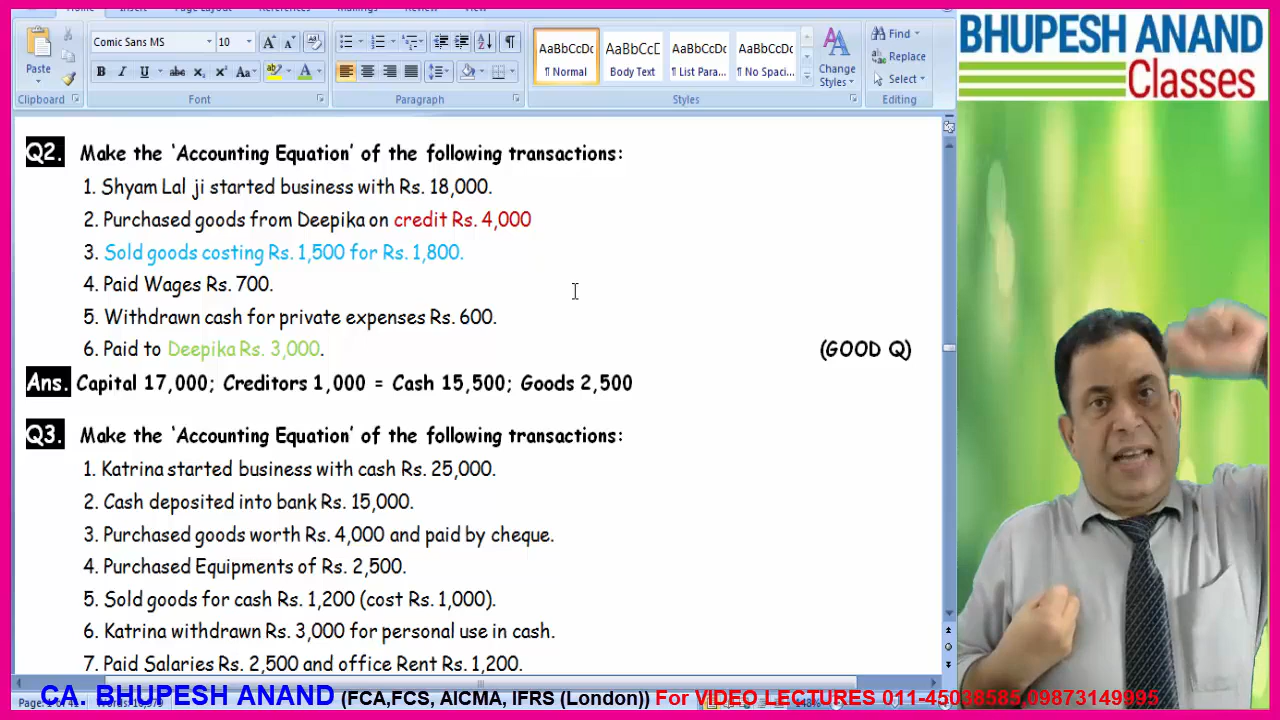 BHUPESH ANAND
Classes
Comic Sans MS
10
Find
Replace
Select
Paste
Clipboard
Font
Paragraph
AaBbCcDc
AaBbCcD
AaBbCcDc
AaBbCcDc
¶ Normal
Body Text
¶ List Para...
¶ No Spaci...
Change
Styles
Styles
Editing
Q2. Make the ‘Accounting Equation’ of the following transactions:
1. Shyam Lal ji started business with Rs. 18,000.
2. Purchased goods from Deepika on credit Rs. 4,000
3. Sold goods costing Rs. 1,500 for Rs. 1,800.
4. Paid Wages Rs. 700.
5. Withdrawn cash for private expenses Rs. 600.
6. Paid to Deepika Rs. 3,000. (GOOD Q)
Ans. Capital 17,000; Creditors 1,000 = Cash 15,500; Goods 2,500
Q3. Make the ‘Accounting Equation’ of the following transactions:
1. Katrina started business with cash Rs. 25,000.
2. Cash deposited into bank Rs. 15,000.
3. Purchased goods worth Rs. 4,000 and paid by cheque.
4. Purchased Equipments of Rs. 2,500.
5. Sold goods for cash Rs. 1,200 (cost Rs. 1,000).
6. Katrina withdrawn Rs. 3,000 for personal use in cash.
7. Paid Salaries Rs. 2,500 and office Rent Rs. 1,200.
CA. BHUPESH ANAND (FCA,FCS, AICMA, IFRS (London)) For VIDEO LECTURES 011-45038585,09873149995